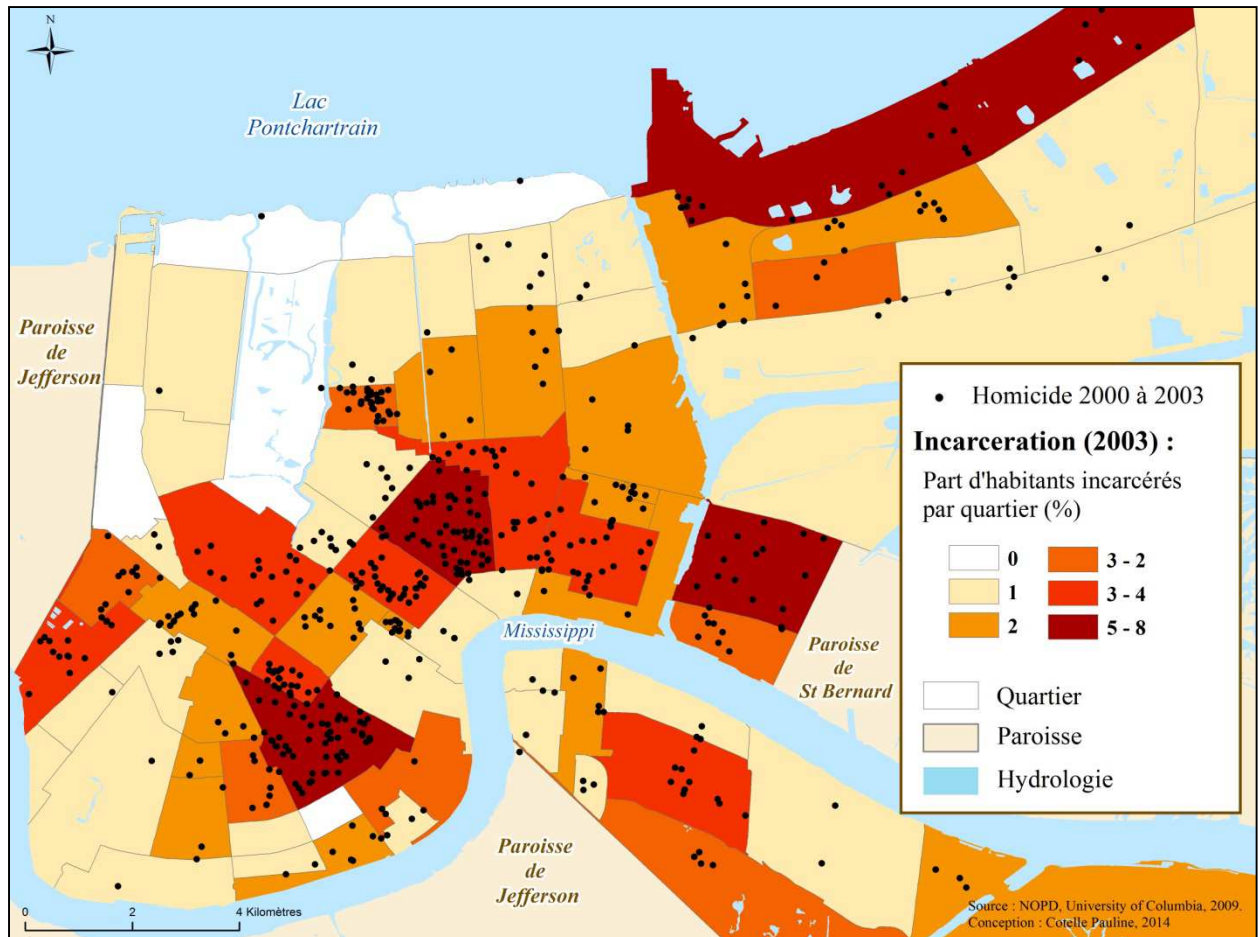 N
Lac
Pontchartrain
Paroisse
de
Jefferson
Homicide 2000 à 2003
Incarceration (2003) :
Part d'habitants incarcérés
par quartier (%)
0
3 - 2
1
3 - 4
2
5 - 8
Quartier
Paroisse
Hydrologie
Mississippi
Paroisse
de
St Bernard
Paroisse
de
Jefferson
0 2 4 Kilomètres
Source : NOPD, University of Columbia, 2009.
Conception : Cotelle Pauline, 2014